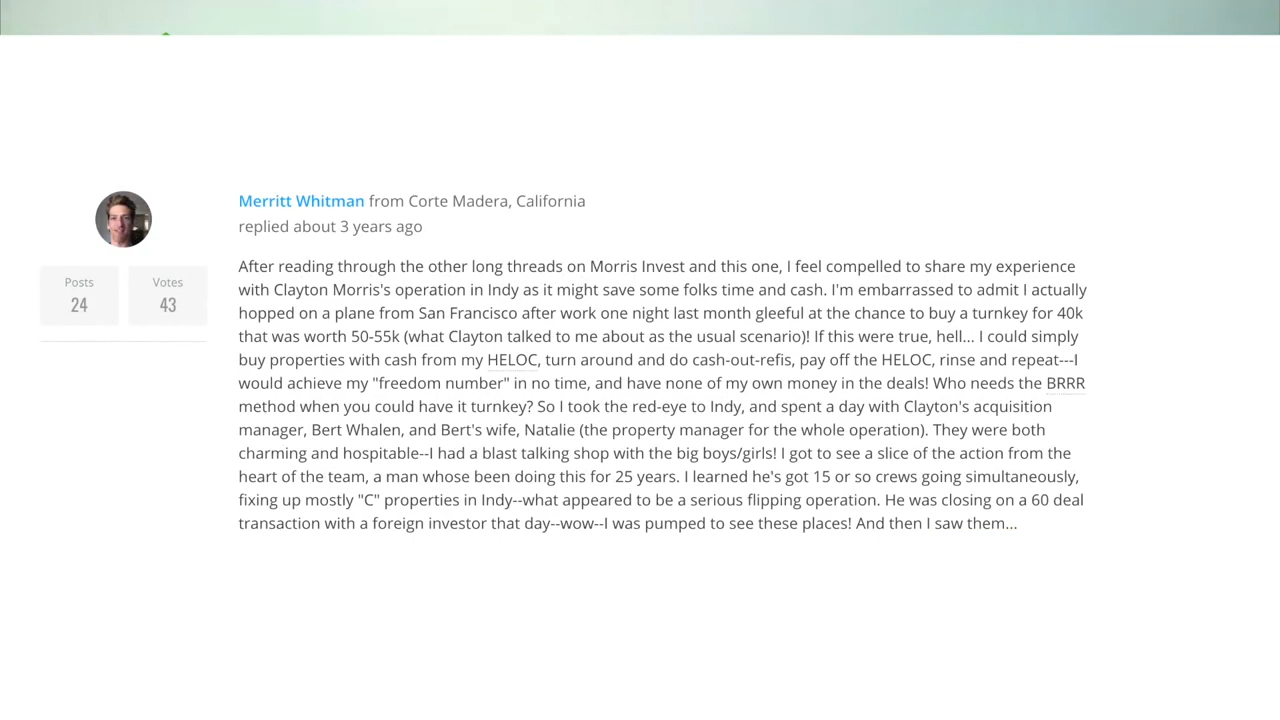 Merritt Whitman from Corte Madera, California
replied about 3 years ago
Posts
24
Votes
43
After reading through the other long threads on Morris Invest and this one, I feel compelled to share my experience
with Clayton Morris's operation in Indy as it might save some folks time and cash. I'm embarrassed to admit I actually
hopped on a plane from San Francisco after work one night last month gleeful at the chance to buy a turnkey for 40k
that was worth 50-55k (what Clayton talked to me about as the usual scenario)! If this were true, hell... I could simply
buy properties with cash from my HELOC, turn around and do cash-out-refis, pay off the HELOC, rinse and repeat---I
would achieve my "freedom number" in no time, and have none of my own money in the deals! Who needs the BRRR
method when you could have it turnkey? So I took the red-eye to Indy, and spent a day with Clayton's acquisition
manager, Bert Whalen, and Bert's wife, Natalie (the property manager for the whole operation). They were both
charming and hospitable--I had a blast talking shop with the big boys/girls! I got to see a slice of the action from the
heart of the team, a man whose been doing this for 25 years. I learned he's got 15 or so crews going simultaneously,
fixing up mostly "C" properties in Indy--what appeared to be a serious flipping operation. He was closing on a 60 deal
transaction with a foreign investor that day--wow--I was pumped to see these places! And then I saw them...